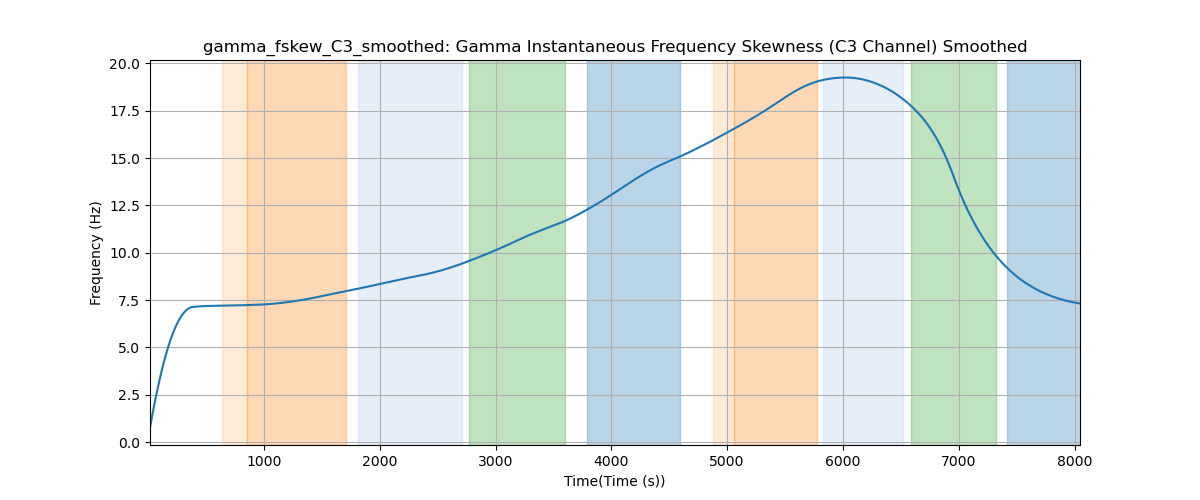 gamma_fskew_C3_smoothed: Gamma Instantaneous Frequency Skewness (C3 Channel) Smoothed
20.0
17.5
15.0
12.5
10.0
7.5
5.0
2.5
0.0
Frequency (Hz)
1000 2000 3000 4000 5000 6000 7000 8000
Time(Time (s))